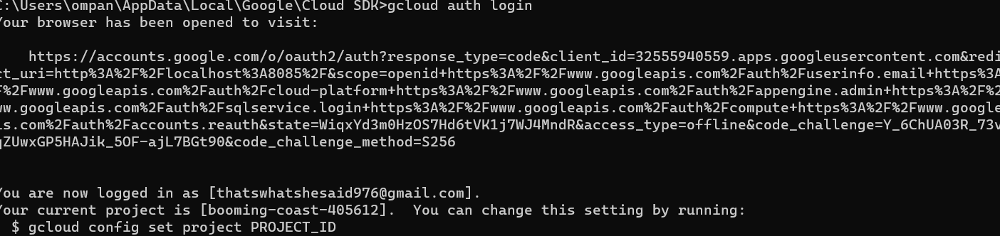 C:\Users\ompan\AppData\Local\Google\Cloud SDK>gcloud auth login
Your browser has been opened to visit:
https://accounts.google.com/o/oauth2/auth?response_type=code&client_id=32555940559.apps.googleusercontent.com&redi
ct_uri=http%3A%2F%2Flocalhost%3A8085%2F&scope=openid+https%3A%2F%2Fwww.googleapis.com%2Fauth%2Fuserinfo.email+https%3A
F%2Fwww.googleapis.com%2Fauth%2Fcloud-platform+https%3A%2F%2Fwww.googleapis.com%2Fauth%2Fappengine.admin+https%3A%2F%2
ww.googleapis.com%2Fauth%2Fsqlservice.login+https%3A%2F%2Fwww.googleapis.com%2Fauth%2Fcompute+https%3A%2F%2Fwww.google
is.com%2Fauth%2Faccounts.reauth&state=WiqxYd3m0HzOS7Hd6tVK1j7WJ4MndR&access_type=offline&code_challenge=Y_6ChUA03R_73v
qZUwxGP5HAJik_5OF-ajL7BGt90&code_challenge_method=S256
You are now logged in as [thatswhatshesaid976@gmail.com].
Your current project is [booming-coast-405612].  You can change this setting by running:
$ gcloud config set project PROJECT_ID